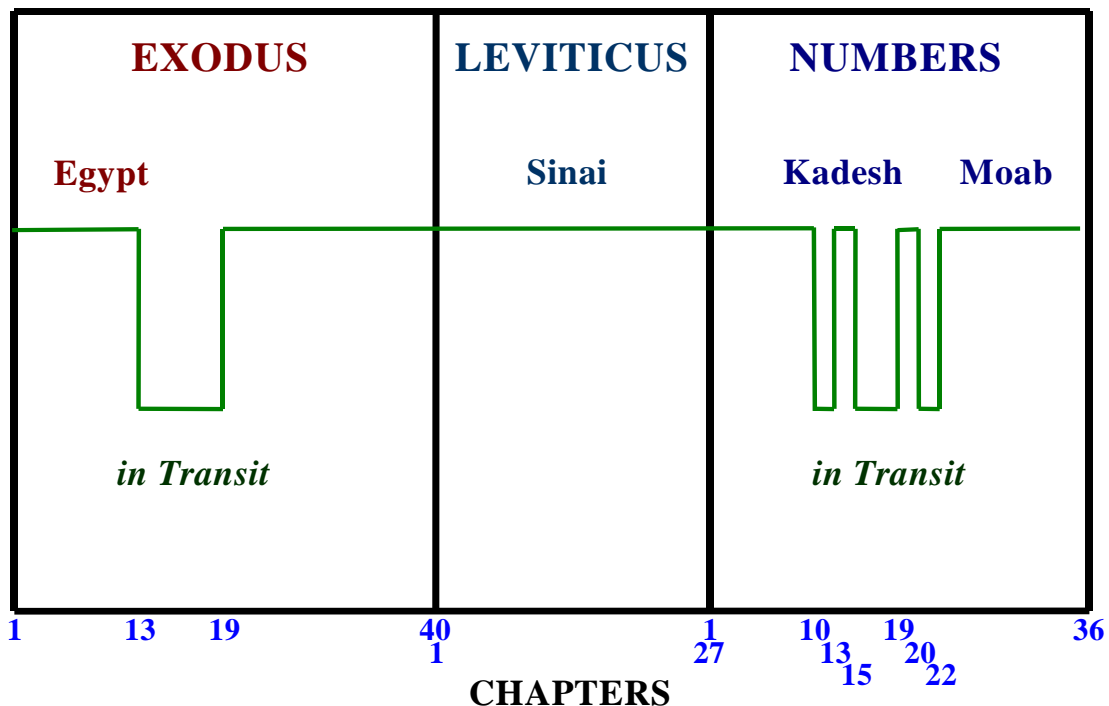 EXODUS LEVITICUS NUMBERS
Egypt Sinai Kadesh Moab
in Transit in Transit
1 13 19 40 1 10 19 36
1 27 13 20
15 22
CHAPTERS